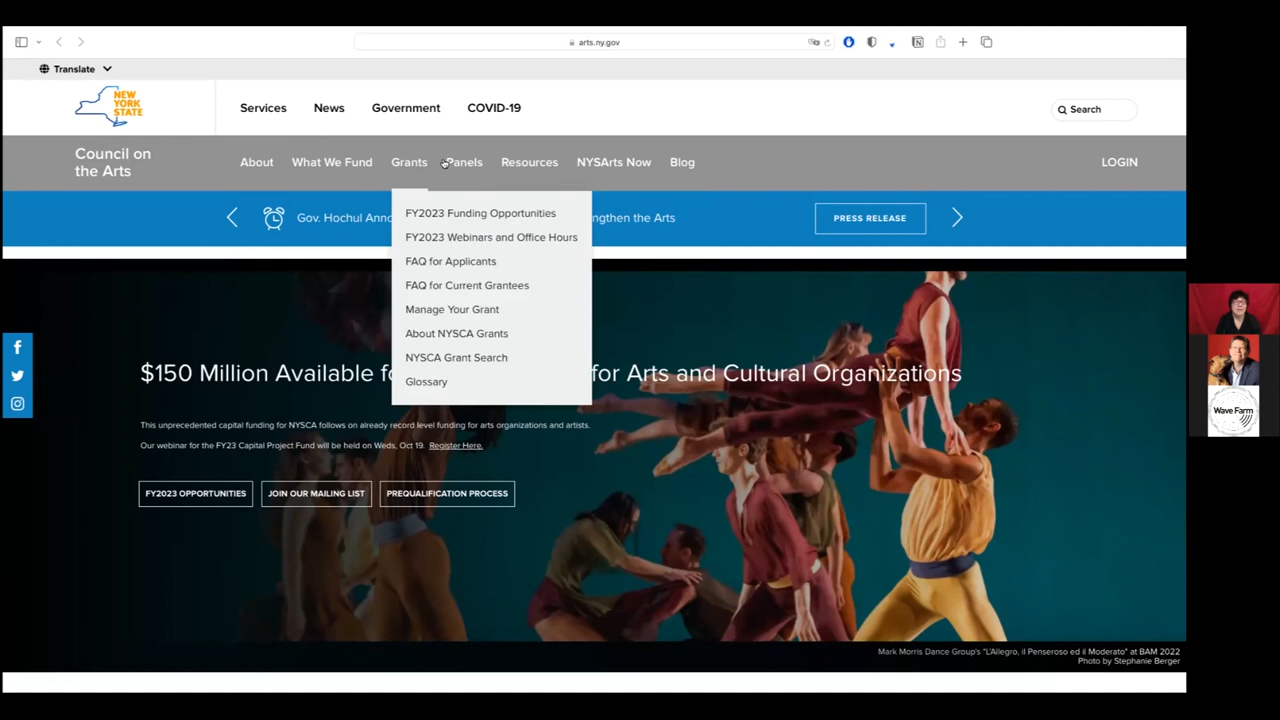 arts.ny.gov
Translate
NEW
YORK
STATE
Services News Government COVID-19
Search
Council on
the Arts
About What We Fund Grants Panels Resources NYSArts Now Blog
LOGIN
Gov. Hochul Anno
ngthen the Arts
PRESS RELEASE
FY2023 Funding Opportunities
FY2023 Webinars and Office Hours
FAQ for Applicants
FAQ for Current Grantees
Manage Your Grant
About NYSCA Grants
NYSCA Grant Search
Glossary
$150 Million Available fo for Arts and Cultural Organizations
This unprecedented capital funding for NYSCA follows on already record level funding for arts organizations and artists.
Our webinar for the FY23 Capital Project Fund will be held on Weds, Oct 19. Register Here.
FY2023 OPPORTUNITIES JOIN OUR MAILING LIST PREQUALIFICATION PROCESS
Mark Morris Dance Group's "L'Allegro, il Penseroso ed il Moderato" at BAM 2022
Photo by Stephanie Berger
Wave Farm